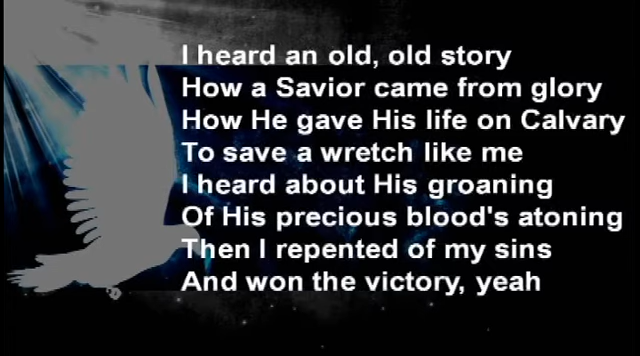 I heard an old, old story
How a Savior came from glory
How He gave His life on Calvary
To save a wretch like me
I heard about His groaning
Of His precious blood's atoning
Then I repented of my sins
And won the victory, yeah